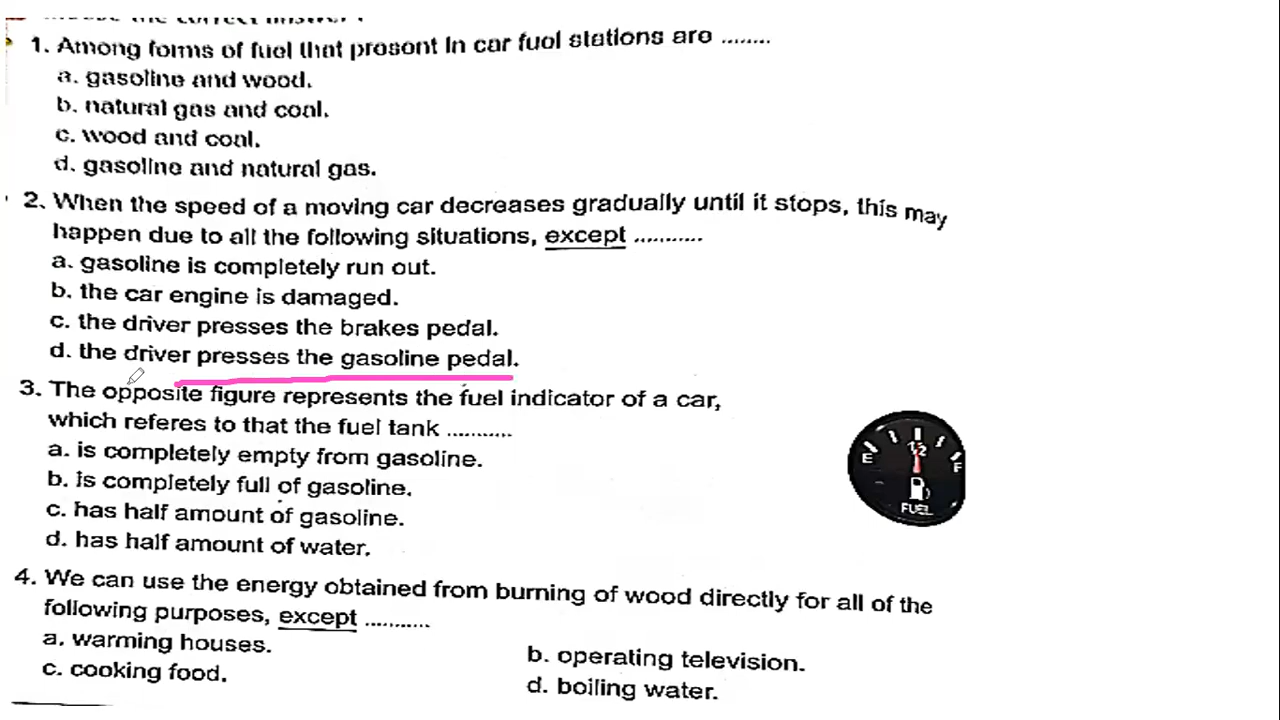 1. Among forms of fuel that present in car fuel stations are ........
a. gasoline and wood.
b. natural gas and coal.
c. wood and coal.
d. gasoline and natural gas.
2. When the speed of a moving car decreases gradually until it stops, this may
happen due to all the following situations, except ...........
a. gasoline is completely run out.
b. the car engine is damaged.
c. the driver presses the brakes pedal.
d. the driver presses the gasoline pedal.
3. The opposite figure represents the fuel indicator of a car,
which referes to that the fuel tank ...........
a. is completely empty from gasoline.
b. is completely full of gasoline.
c. has half amount of gasoline.
d. has half amount of water.
E 1/2 F
FUEL
4. We can use the energy obtained from burning of wood directly for all of the
following purposes, except ...........
a. warming houses.
b. operating television.
c. cooking food.
d. boiling water.